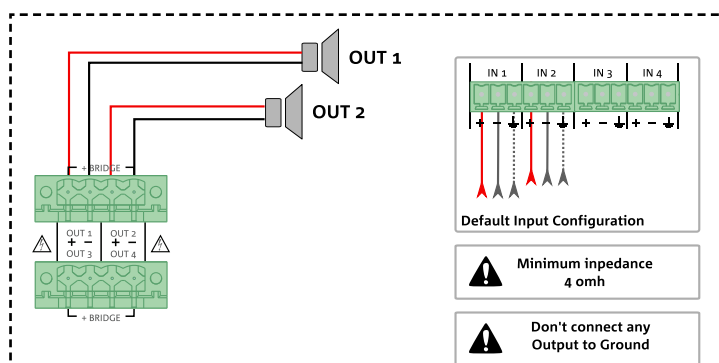 OUT 1
OUT 2
+ BRIDGE
OUT 1 OUT 2
+ − + −
OUT 3 OUT 4
+ BRIDGE
IN 1 IN 2 IN 3 IN 4
+ − + − + − + −
Default Input Configuration
Minimum inpedance
4 omh
Don't connect any
Output to Ground